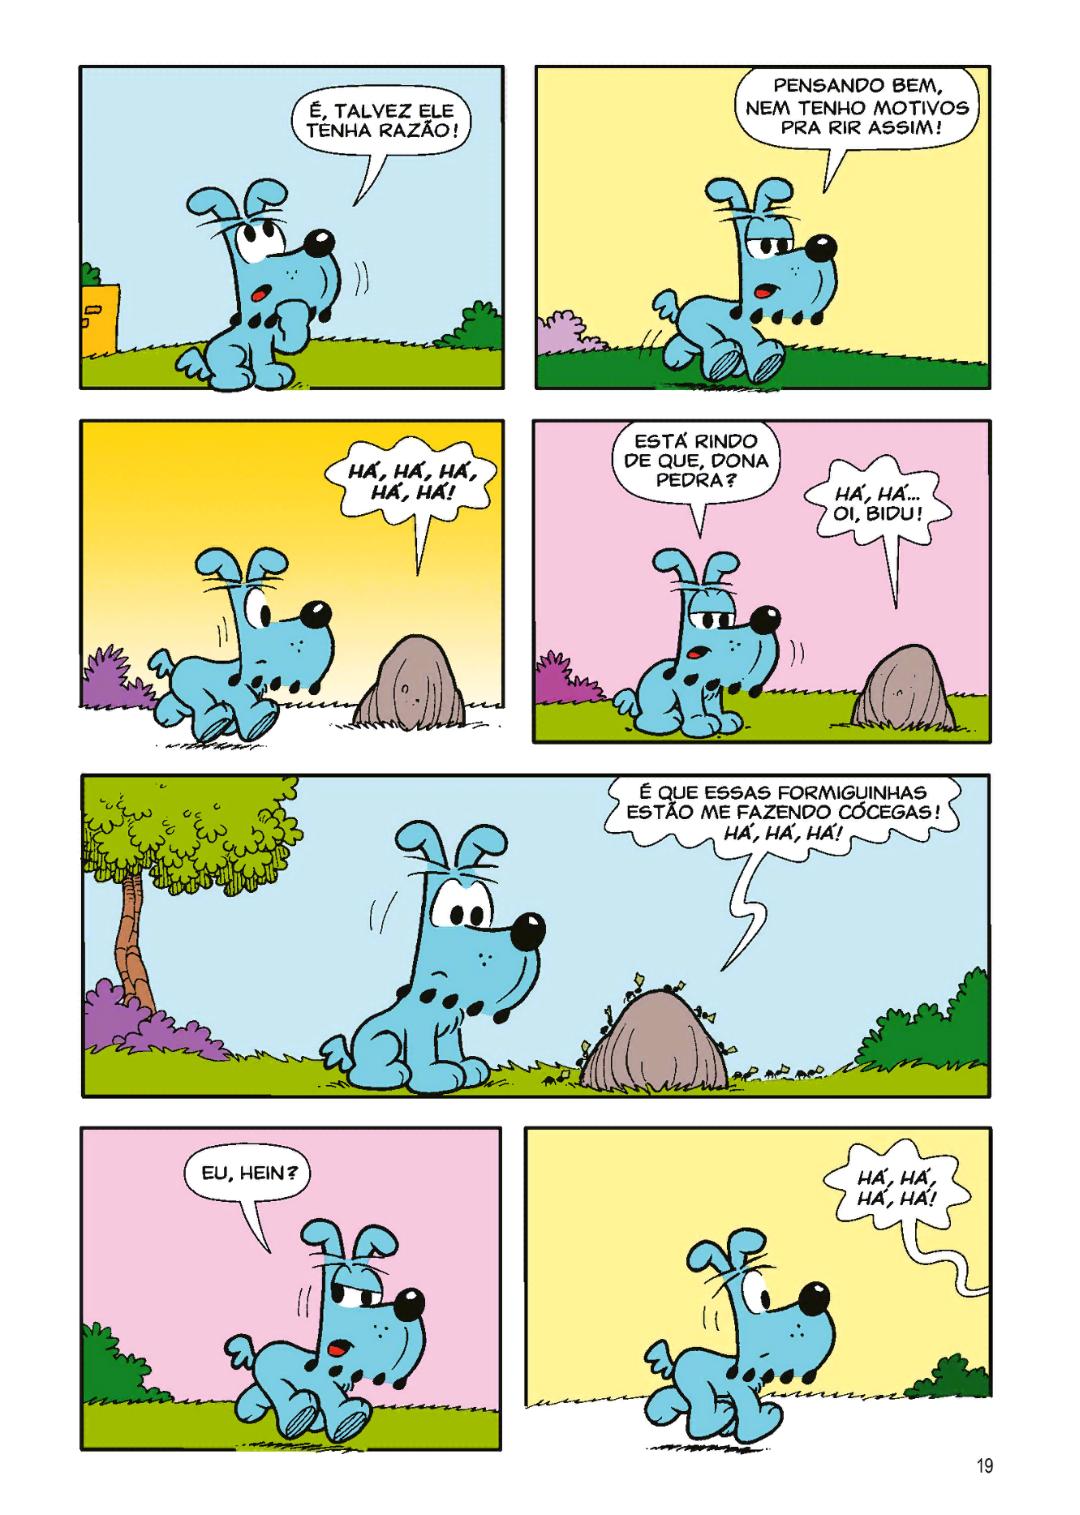 É, TALVEZ ELE
TENHA RAZÃO!
PENSANDO BEM,
NEM TENHO MOTIVOS
PRA RIR ASSIM!
HÁ, HÁ, HÁ,
HÁ, HÁ!
ESTÁ RINDO
DE QUE, DONA
PEDRA?
HÁ, HÁ...
OI, BIDU!
É QUE ESSAS FORMIGUINHAS
ESTÃO ME FAZENDO CÓCEGAS!
HÁ, HÁ, HÁ!
EU, HEIN?
HÁ, HÁ,
HÁ, HÁ!
19